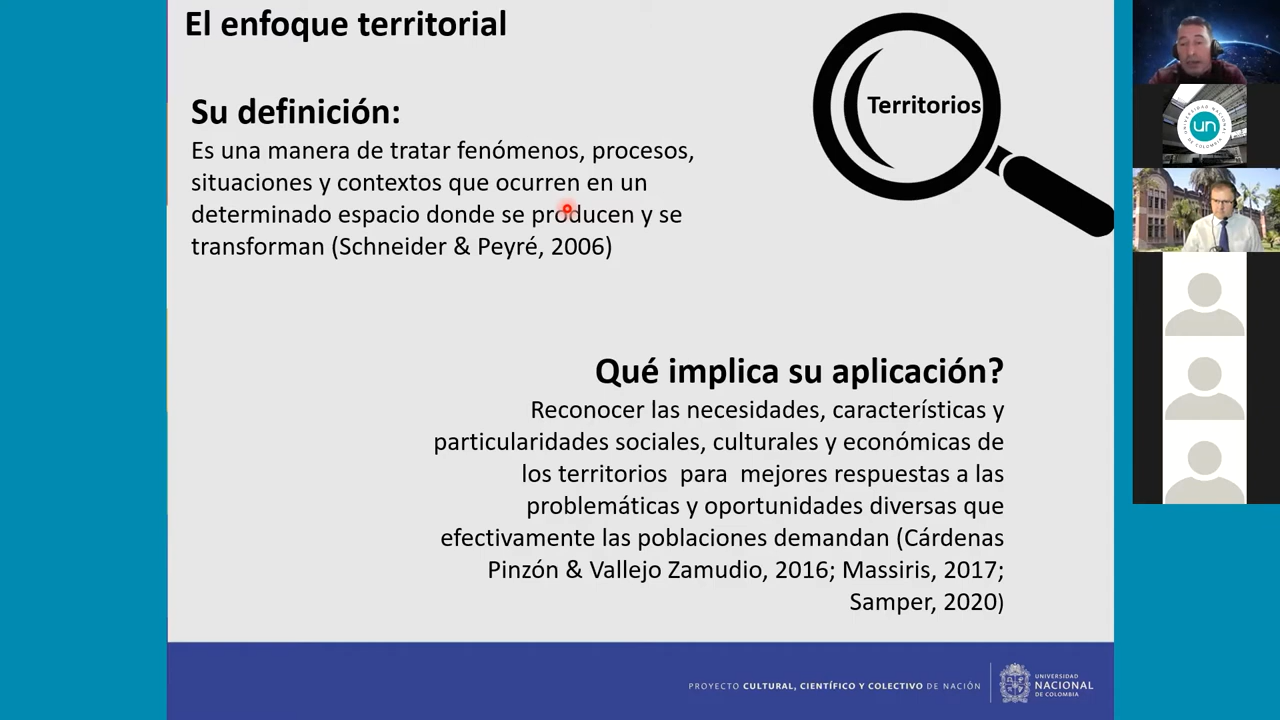 El enfoque territorial
Territorios
Su definición:
Es una manera de tratar fenómenos, procesos,
situaciones y contextos que ocurren en un
determinado espacio donde se producen y se
transforman (Schneider & Peyré, 2006)
Qué implica su aplicación?
Reconocer las necesidades, características y
particularidades sociales, culturales y económicas de
los territorios  para  mejores respuestas a las
problemáticas y oportunidades diversas que
efectivamente las poblaciones demandan (Cárdenas
Pinzón & Vallejo Zamudio, 2016; Massiris, 2017;
Samper, 2020)
PROYECTO CULTURAL, CIENTÍFICO Y COLECTIVO DE NACIÓN
UNIVERSIDAD
NACIONAL
DE COLOMBIA
UNIVERSIDAD NACIONAL
un
DE COLOMBIA